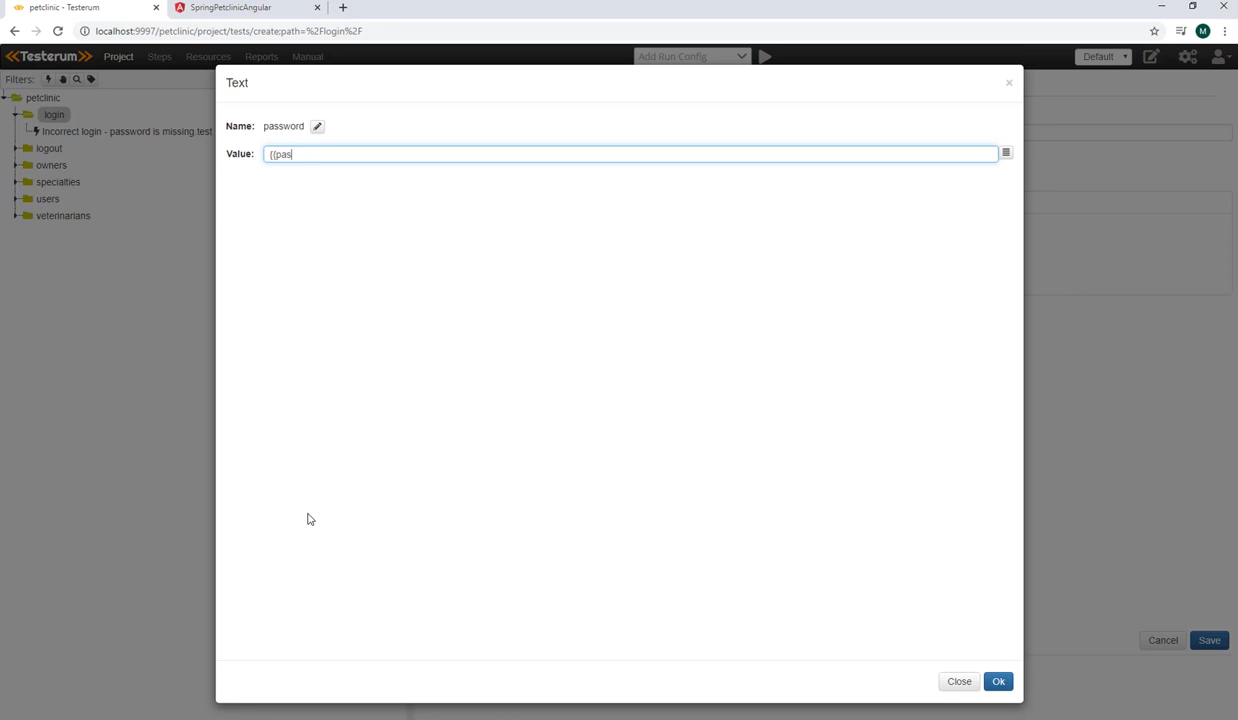 petclinic - Testerum
SpringPetclinicAngular
localhost:9997/petclinic/project/tests/create;path=%2Flogin%2F
M
Testerum Project Steps Resources Reports Manual Add Run Config Default
Filters:
petclinic
login
Incorrect login - password is missing.test
logout
owners
specialties
users
veterinarians
Text
Name: password
Value: {{pas
Cancel Save
Close Ok